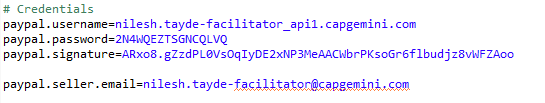 # Credentials
paypal.username=nilesh.tayde-facilitator_api1.capgemini.com
paypal.password=2N4WQEZTSGNCQLVQ
paypal.signature=ARxo8.gZzdPL0VsOqIyDE2xNP3MeAACWbrPKsoGr6flbudjz8vWFZAoo
paypal.seller.email=nilesh.tayde-facilitator@capgemini.com